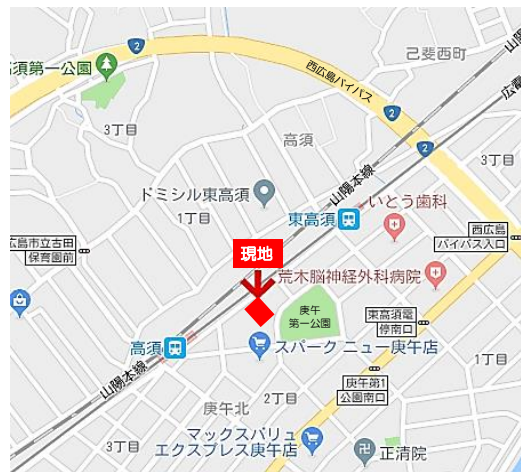 2
己斐西町
山陽
須第一公園
西広島バイパス
広電
2
3丁目
高須
2
山陽本線
3丁目
ドミシル東高須
いとう歯科
1丁目
東高須
西広島
バイパス入口
広島市立古田
保育園前
現地
荒木脳神経外科病院
庚午
第一公園
東高須電
停南口
高須
スパーク ニュー庚午店
1丁目
庚午第1
公園南口
山陽本線
2丁目
庚午北
3丁目
マックスバリュ
エクスプレス庚午店
正清院